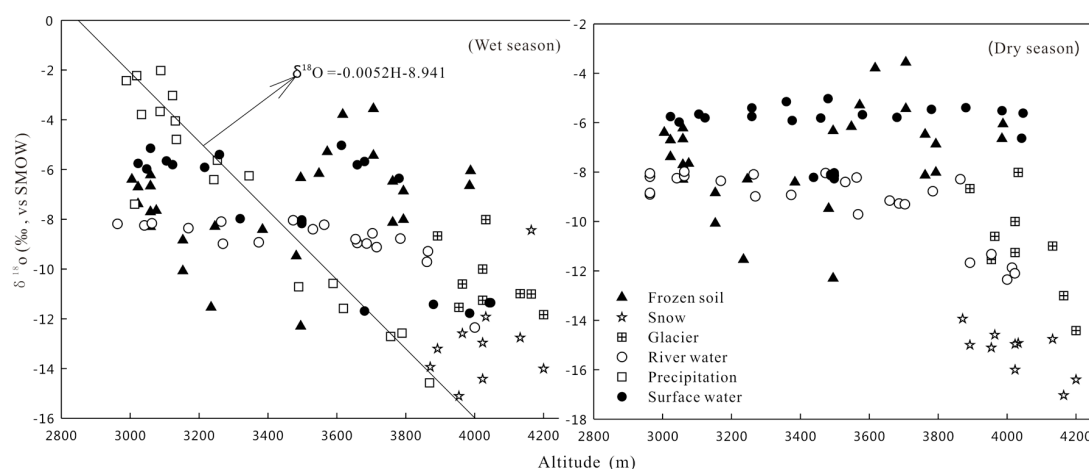 (Wet season)
δ¹⁸O =-0.0052H-8.941
0
-2
-4
-6
-8
-10
-12
-14
-16
2800 3000 3200 3400 3600 3800 4000 4200
δ ¹⁸o (‰, vs SMOW)
(Dry season)
-2
-4
-6
-8
-10
-12
-14
-16
-18
Frozen soil
Snow
Glacier
River water
Precipitation
Surface water
2800 3000 3200 3400 3600 3800 4000 4200
Altitude (m)